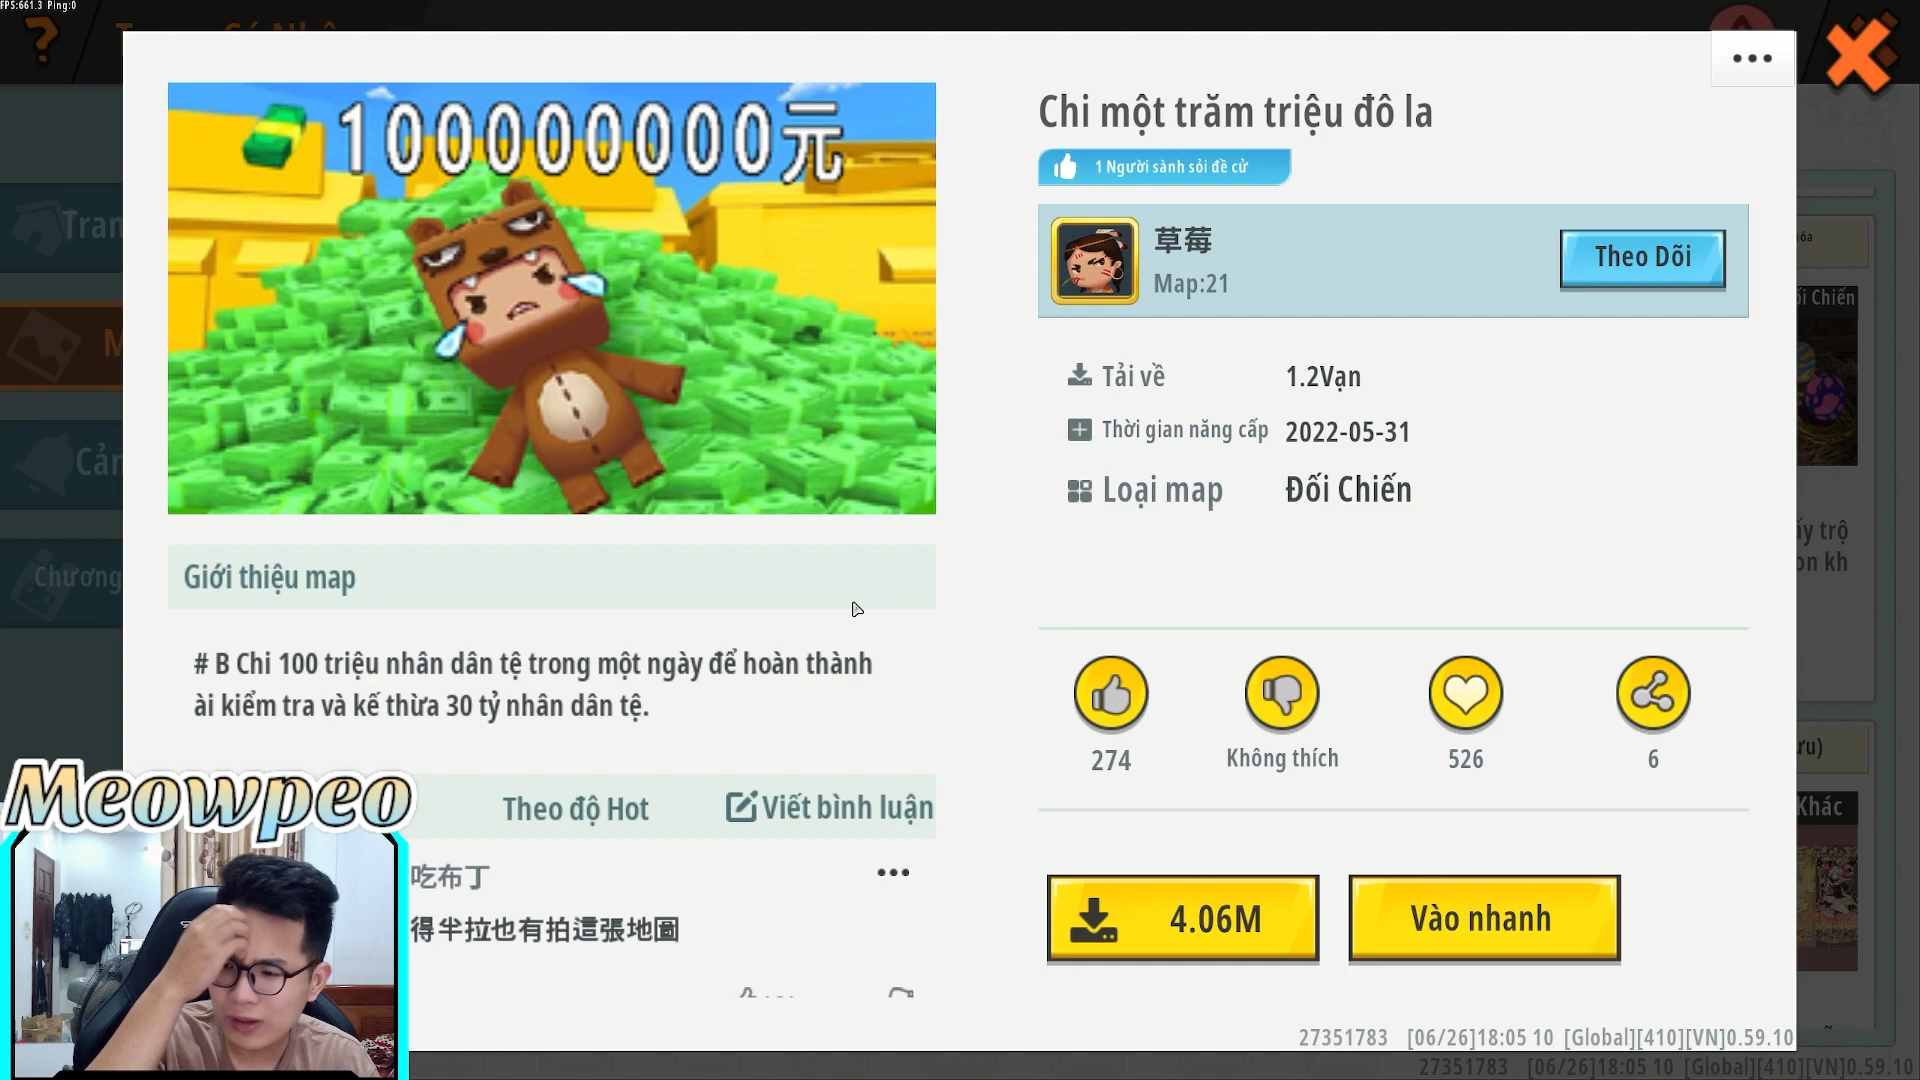 FPS:661.3 Ping:0
100000000元
Chi một trăm triệu đô la
1 Người sành sỏi đề cử
草莓
Map:21
Theo Dõi
Tải về 1.2Vạn
Thời gian năng cấp 2022-05-31
Loại map Đối Chiến
Giới thiệu map
# B Chi 100 triệu nhân dân tệ trong một ngày để hoàn thành
ài kiểm tra và kế thừa 30 tỷ nhân dân tệ.
274
Không thích
526
6
Theo độ Hot
Viết bình luận
吃布丁
得半拉也有拍這張地圖
4.06M
Vào nhanh
Meowpeo
Chương
Khác
27351783 [06/26]18:05 10 [Global][410][VN]0.59.10
27351783 [06/26]18:05 10 [Global][410][VN]0.59.10